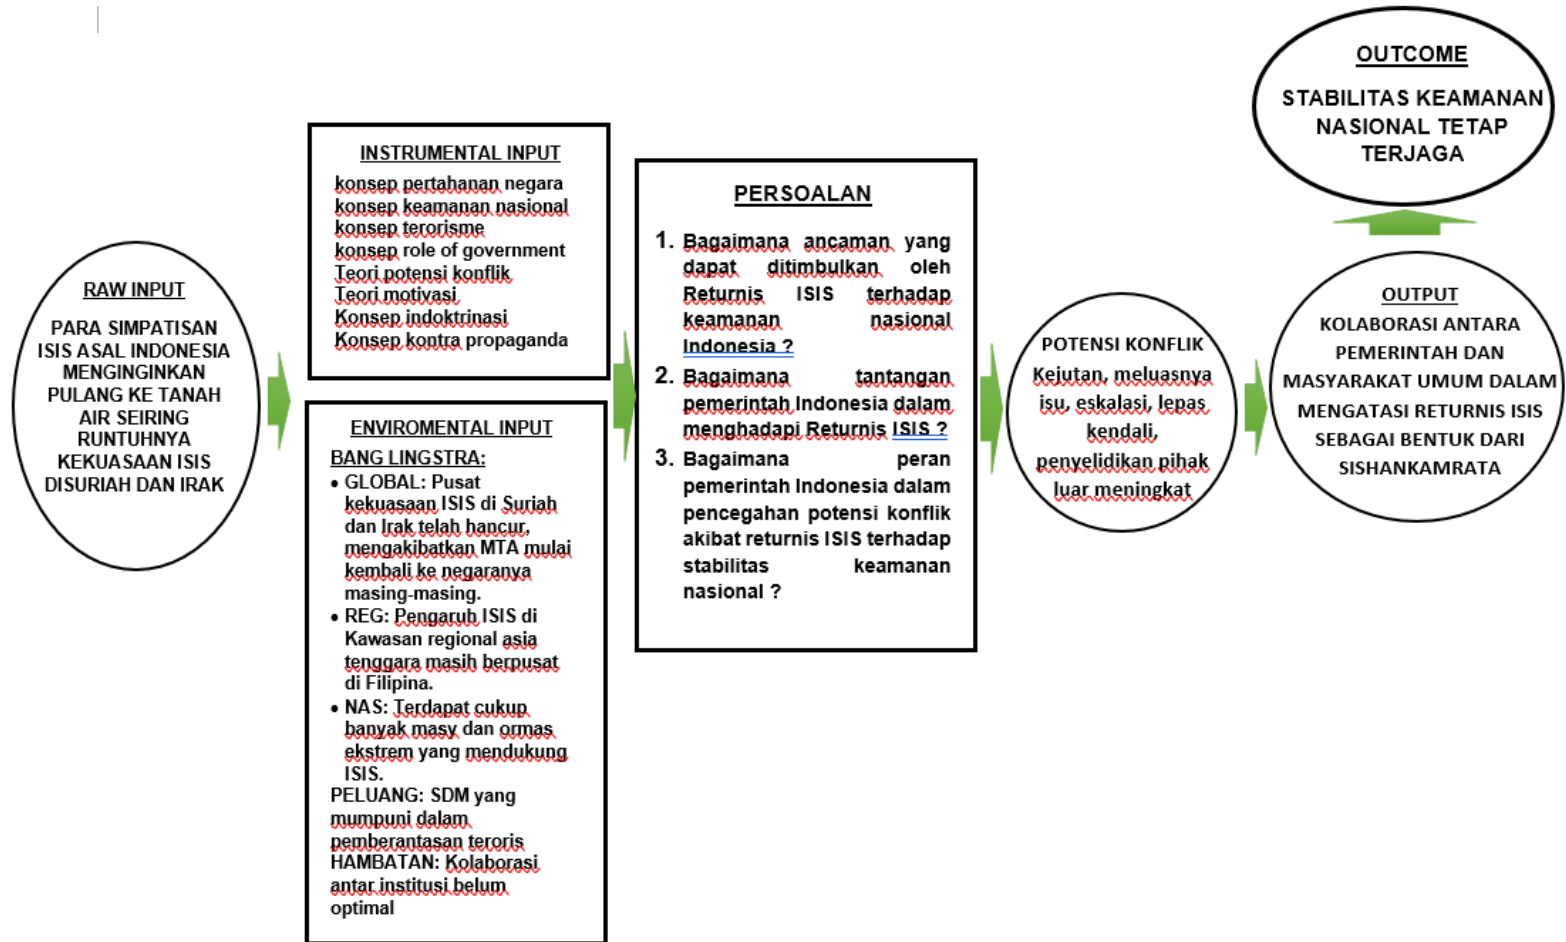 RAW INPUT
PARA SIMPATISAN
ISIS ASAL INDONESIA
MENGINGINKAN
PULANG KE TANAH
AIR SEIRING
RUNTUHNYA
KEKUASAAN ISIS
DISURIAH DAN IRAK
INSTRUMENTAL INPUT
konsep pertahanan negara
konsep keamanan nasional
konsep terorisme
konsep role of government
Teori potensi konflik
Teori motivasi
Konsep indoktrinasi
Konsep kontra propaganda
ENVIROMENTAL INPUT
BANG LINGSTRA:
• GLOBAL: Pusat
kekuasaan ISIS di Suriah
dan Irak telah hancur,
mengakibatkan MTA mulai
kembali ke negaranya
masing-masing.
• REG: Pengaruh ISIS di
Kawasan regional asia
tenggara masih berpusat
di Filipina.
• NAS: Terdapat cukup
banyak masy dan ormas
ekstrem yang mendukung
ISIS.
PELUANG: SDM yang
mumpuni dalam
pemberantasan teroris
HAMBATAN: Kolaborasi
antar institusi belum
optimal
PERSOALAN
1. Bagaimana ancaman yang
dapat ditimbulkan oleh
Returnis ISIS terhadap
keamanan nasional
Indonesia ?
2. Bagaimana tantangan
pemerintah Indonesia dalam
menghadapi Returnis ISIS ?
3. Bagaimana peran
pemerintah Indonesia dalam
pencegahan potensi konflik
akibat returnis ISIS terhadap
stabilitas keamanan
nasional ?
POTENSI KONFLIK
Kejutan, meluasnya
isu, eskalasi, lepas
kendali,
penyelidikan pihak
luar meningkat
OUTPUT
KOLABORASI ANTARA
PEMERINTAH DAN
MASYARAKAT UMUM DALAM
MENGATASI RETURNIS ISIS
SEBAGAI BENTUK DARI
SISHANKAMRATA
OUTCOME
STABILITAS KEAMANAN
NASIONAL TETAP
TERJAGA